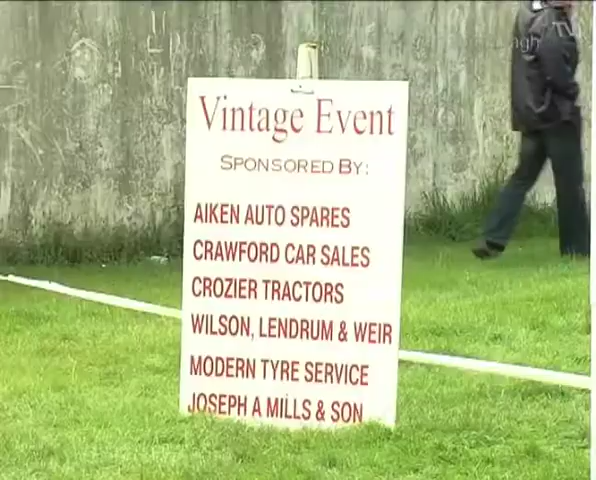 Vintage Event
SPONSORED BY:
AIKEN AUTO SPARES
CRAWFORD CAR SALES
CROZIER TRACTORS
WILSON, LENDRUM & WEIR
MODERN TYRE SERVICE
JOSEPH A MILLS & SON